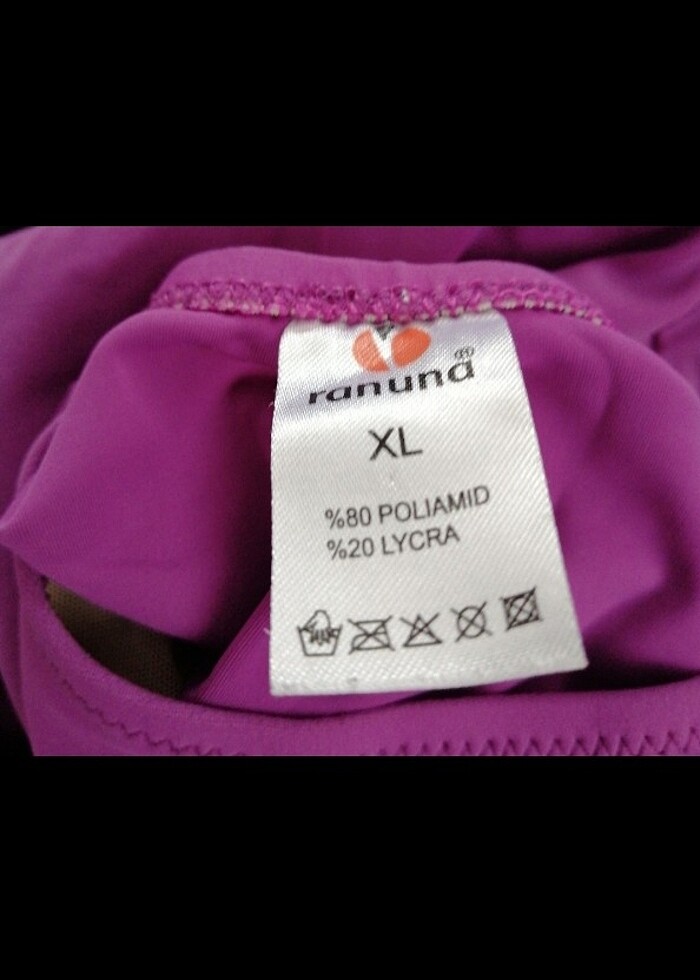 ranuna®
XL
%80 POLIAMID
%20 LYCRA